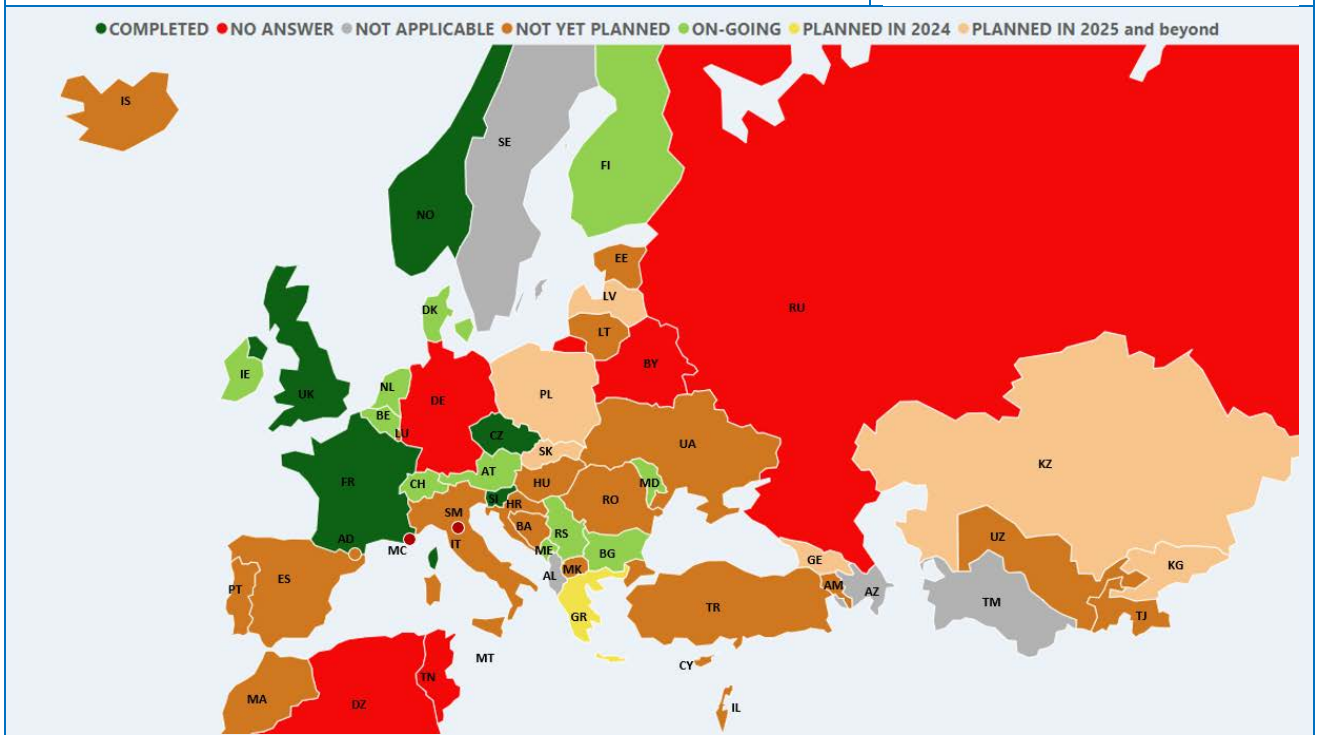 COMPLETED NO ANSWER NOT APPLICABLE NOT YET PLANNED ON-GOING PLANNED IN 2024 PLANNED IN 2025 and beyond
IS
SE
FI
NO
EE
LV
DK
RU
LT
BY
IE
NL
UK
DE
PL
BE
LU
CZ
UA
SK
KZ
AT
FR
CH
HU
MD
RO
SI
HR
SM
BA
RS
UZ
AD
MC
IT
ME
BG
GE
KG
ES
AL
MK
PT
AM
AZ
TM
TR
GR
TJ
MT
CY
TN
MA
DZ
IL